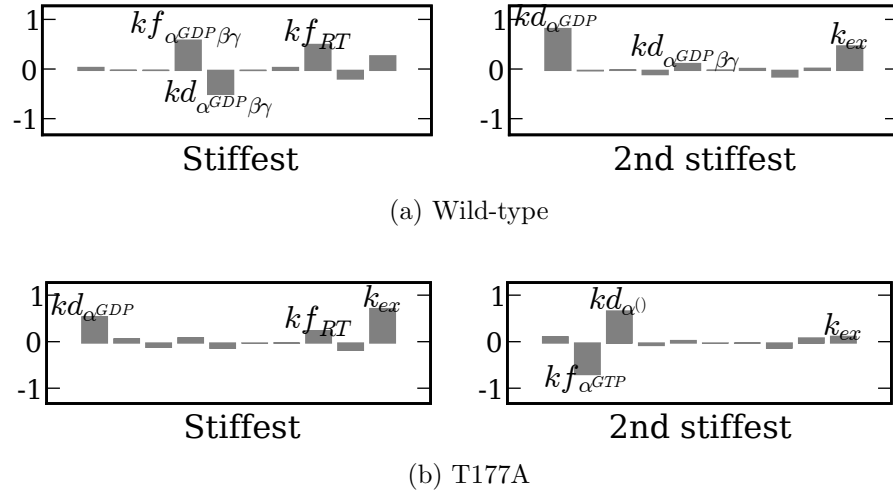 1
0
-1
kf_{α^{GDP}βγ}
kf_{RT}
kd_{α^{GDP}βγ}
Stiffest
1
0
-1
kd_{α^{GDP}}
kd_{α^{GDP}βγ}
k_{ex}
2nd stiffest
(a) Wild-type
1
0
-1
kd_{α^{GDP}}
kf_{RT}
k_{ex}
Stiffest
1
0
-1
kd_{α^{()}}
k_{ex}
kf_{α^{GTP}}
2nd stiffest
(b) T177A